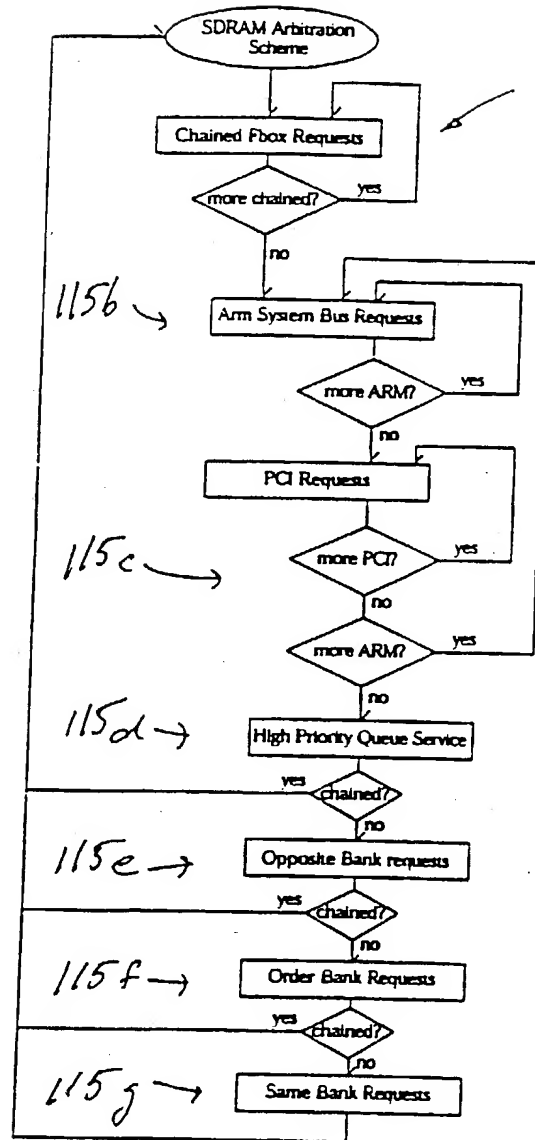 SDRAM Arbitration
Scheme
Chained Fbox Requests
more chained?
yes
no
115b
Arm System Bus Requests
more ARM?
yes
no
PCI Requests
115c
more PCI?
yes
no
more ARM?
yes
no
115d
High Priority Queue Service
yes
chained?
no
115e
Opposite Bank requests
yes
chained?
no
115f
Order Bank Requests
yes
chained?
no
115g
Same Bank Requests